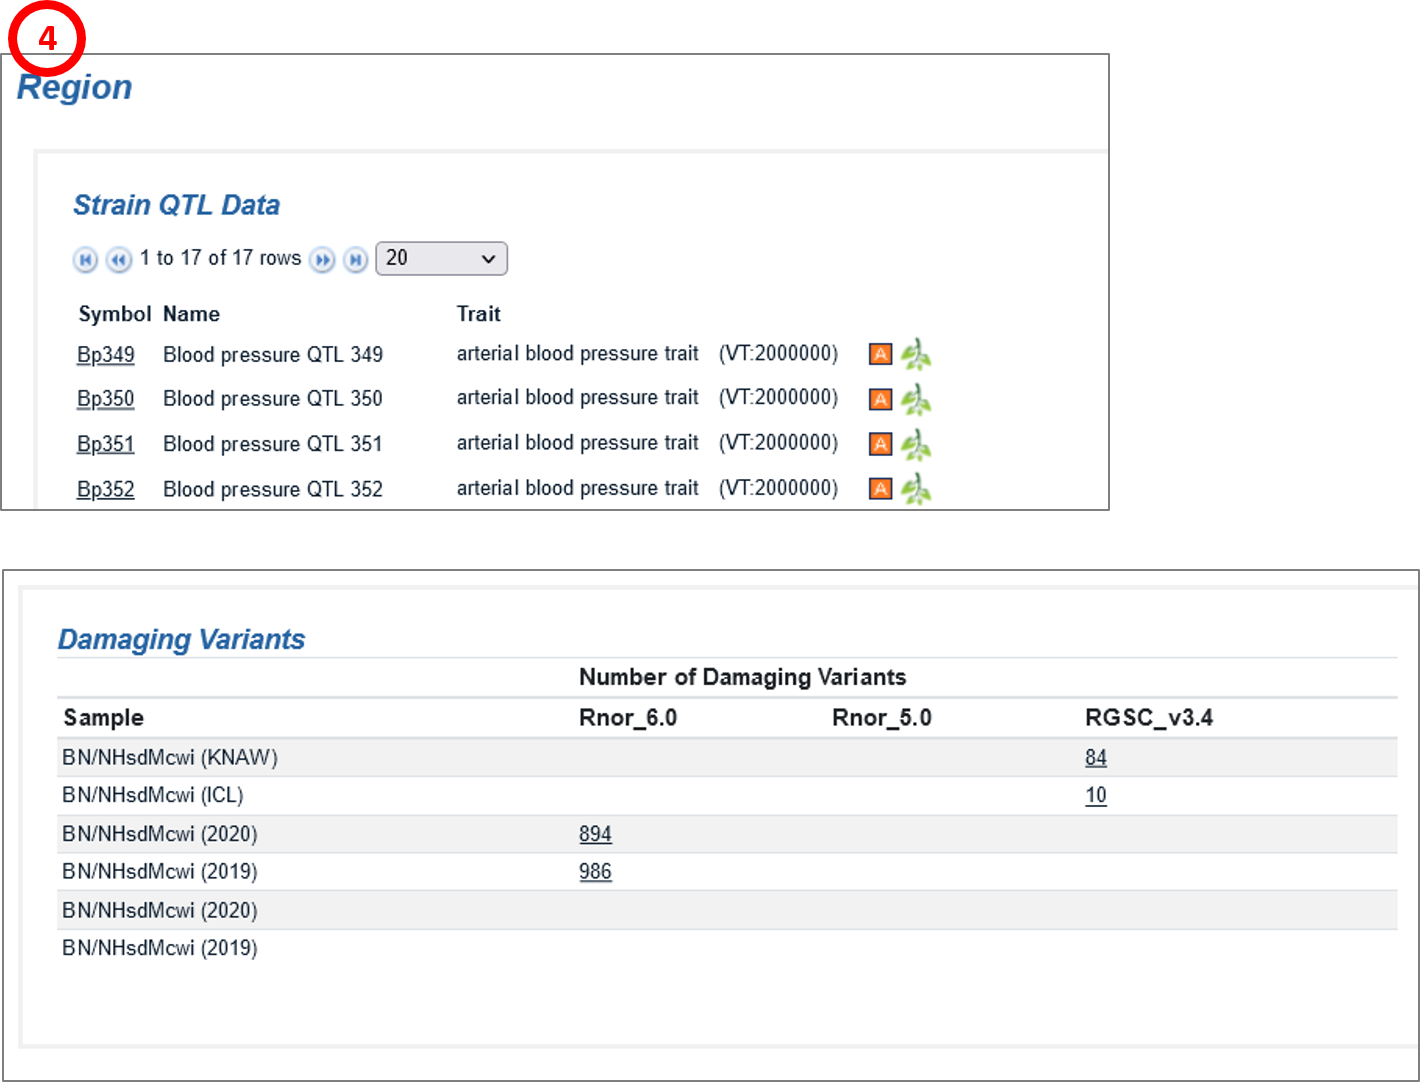 4
Region
Strain QTL Data
1 to 17 of 17 rows 20
Symbol Name Trait
Bp349 Blood pressure QTL 349 arterial blood pressure trait (VT:2000000) A
Bp350 Blood pressure QTL 350 arterial blood pressure trait (VT:2000000) A
Bp351 Blood pressure QTL 351 arterial blood pressure trait (VT:2000000) A
Bp352 Blood pressure QTL 352 arterial blood pressure trait (VT:2000000) A
Damaging Variants
Number of Damaging Variants
Sample Rnor_6.0 Rnor_5.0 RGSC_v3.4
BN/NHsdMcwi (KNAW) 84
BN/NHsdMcwi (ICL) 10
BN/NHsdMcwi (2020) 894
BN/NHsdMcwi (2019) 986
BN/NHsdMcwi (2020)
BN/NHsdMcwi (2019)